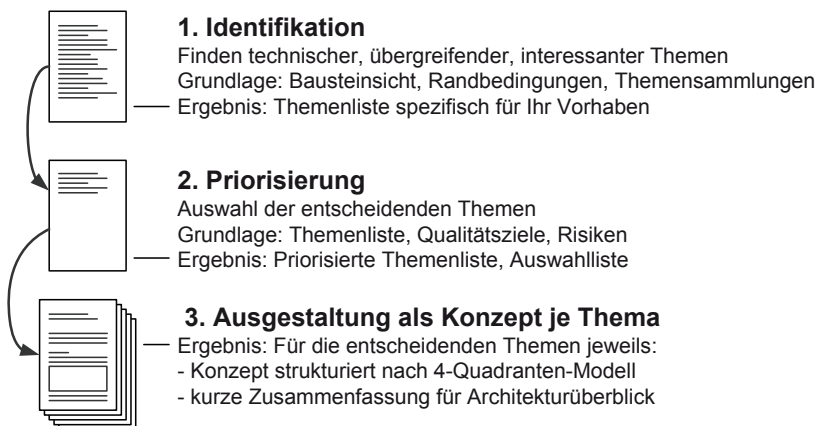 1. Identifikation
Finden technischer, übergreifender, interessanter Themen
Grundlage: Bausteinsicht, Randbedingungen, Themensammlungen
Ergebnis: Themenliste spezifisch für Ihr Vorhaben
2. Priorisierung
Auswahl der entscheidenden Themen
Grundlage: Themenliste, Qualitätsziele, Risiken
Ergebnis: Priorisierte Themenliste, Auswahlliste
3. Ausgestaltung als Konzept je Thema
Ergebnis: Für die entscheidenden Themen jeweils:
- Konzept strukturiert nach 4-Quadranten-Modell
- kurze Zusammenfassung für Architekturüberblick